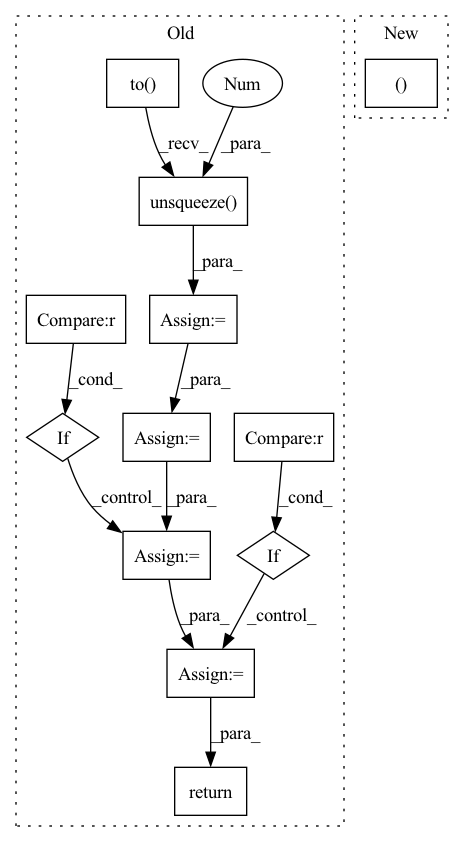 Old
New
to()
Num
()
_recv_
_para_
unsqueeze()
_para_
Compare:r
Assign:=
_cond_
_para_
If
Assign:=
Compare:r
_control_
_para_
_cond_
Assign:=
If
_para_
_control_
Assign:=
_para_
return